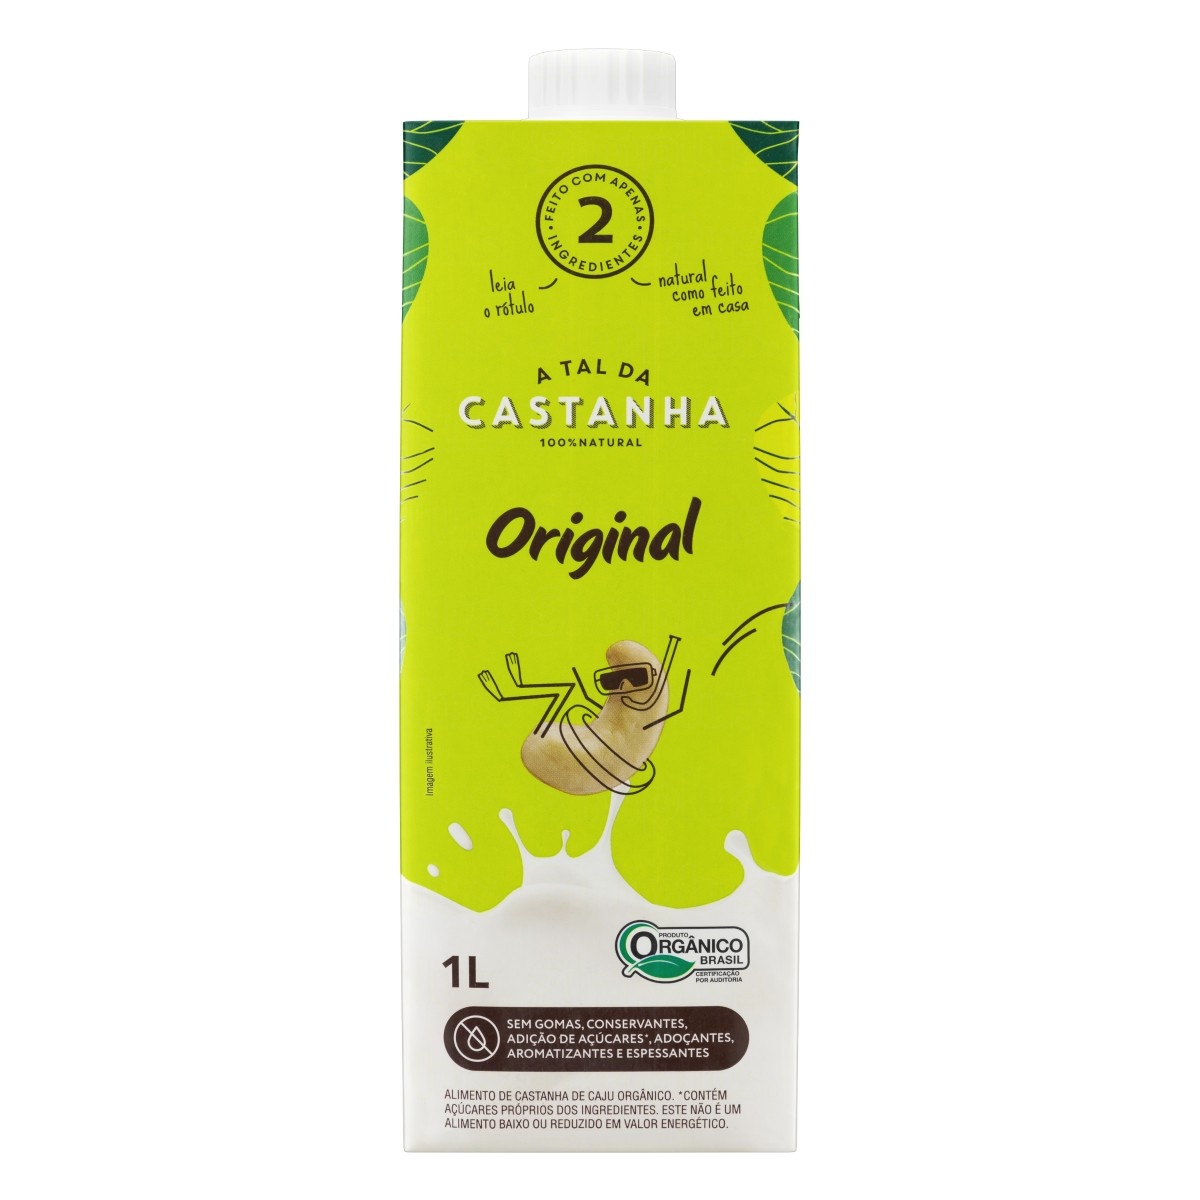 FEITO COM APENAS
2
INGREDIENTES
leia
o rótulo
natural
como feito
em casa
A TAL DA
CASTANHA
100%NATURAL
Original
Imagem ilustrativa
PRODUTO
ORGÂNICO
BRASIL
CERTIFICAÇÃO
POR AUDITORIA
1L
SEM GOMAS, CONSERVANTES,
ADIÇÃO DE AÇÚCARES*, ADOÇANTES,
AROMATIZANTES E ESPESSANTES
ALIMENTO DE CASTANHA DE CAJU ORGÂNICO. *CONTÉM
AÇÚCARES PRÓPRIOS DOS INGREDIENTES. ESTE NÃO É UM
ALIMENTO BAIXO OU REDUZIDO EM VALOR ENERGÉTICO.